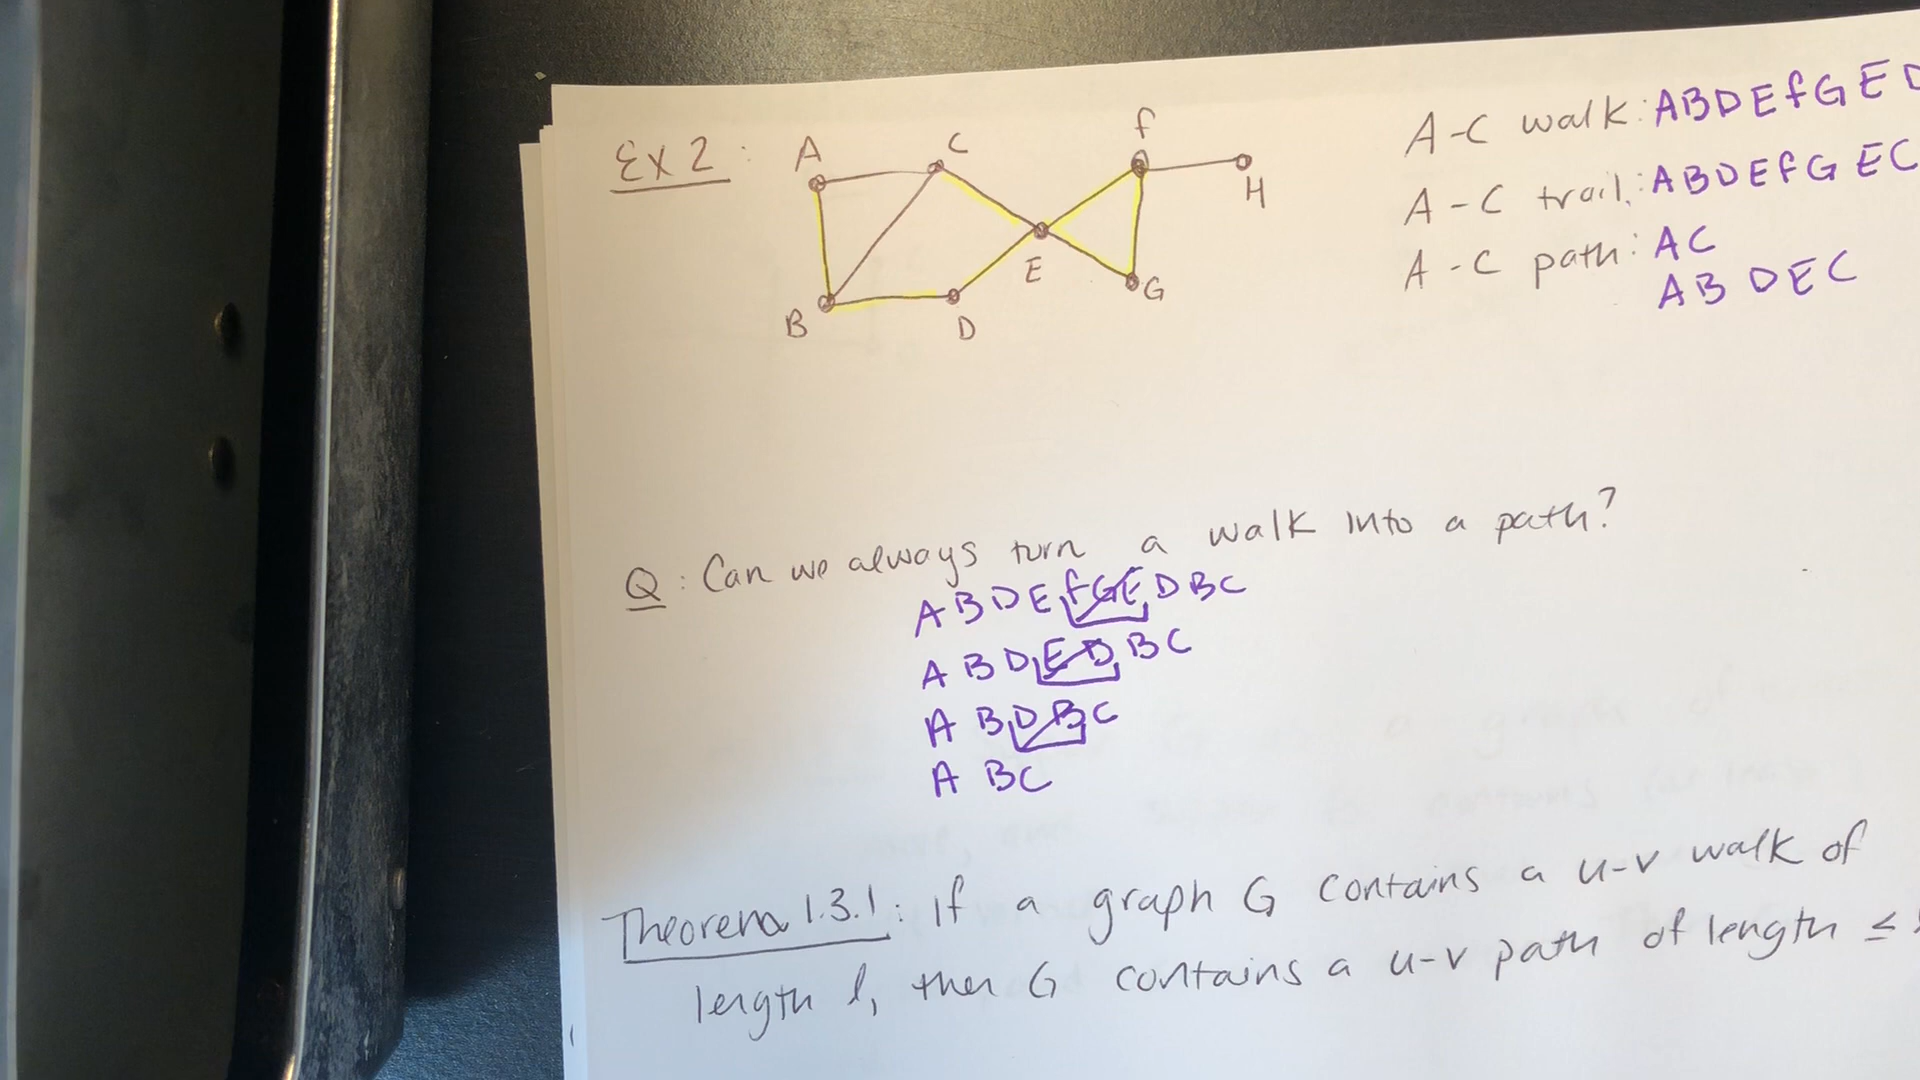 Ex 2:
A C f H
B D E G
A-C walk: ABDEfGED
A-C trail: ABDEfGEC
A-C path: AC
ABDEC
Q: Can we always turn a walk into a path?
ABDEfGEDBC
ABDEDBC
ABDBC
ABC
Theorem 1.3.1: If a graph G contains a u-v walk of
length l, then G contains a u-v path of length ≤